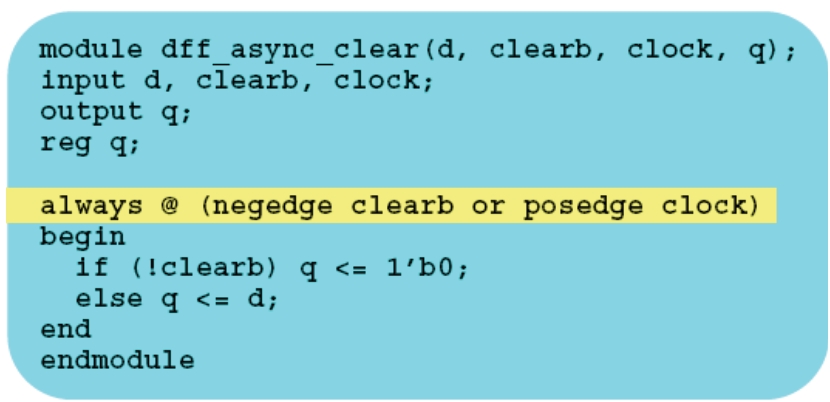 module dff_async_clear(d, clearb, clock, q);
input d, clearb, clock;
output q;
reg q;
always @ (negedge clearb or posedge clock)
begin
if (!clearb) q <= 1’b0;
else q <= d;
end
endmodule